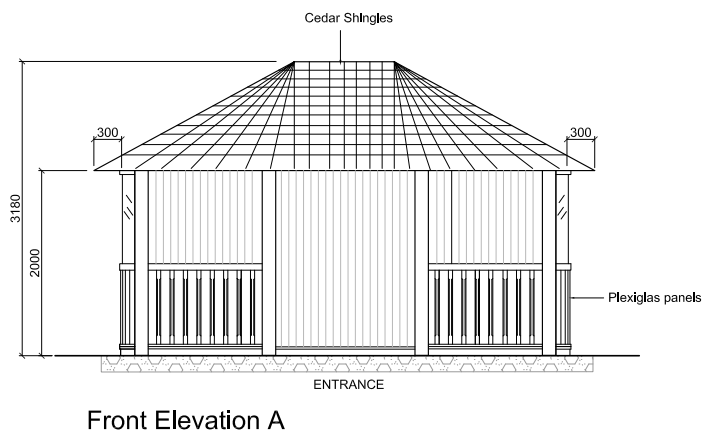 Cedar Shingles
300
300
3180
2000
Plexiglas panels
ENTRANCE
Front Elevation A